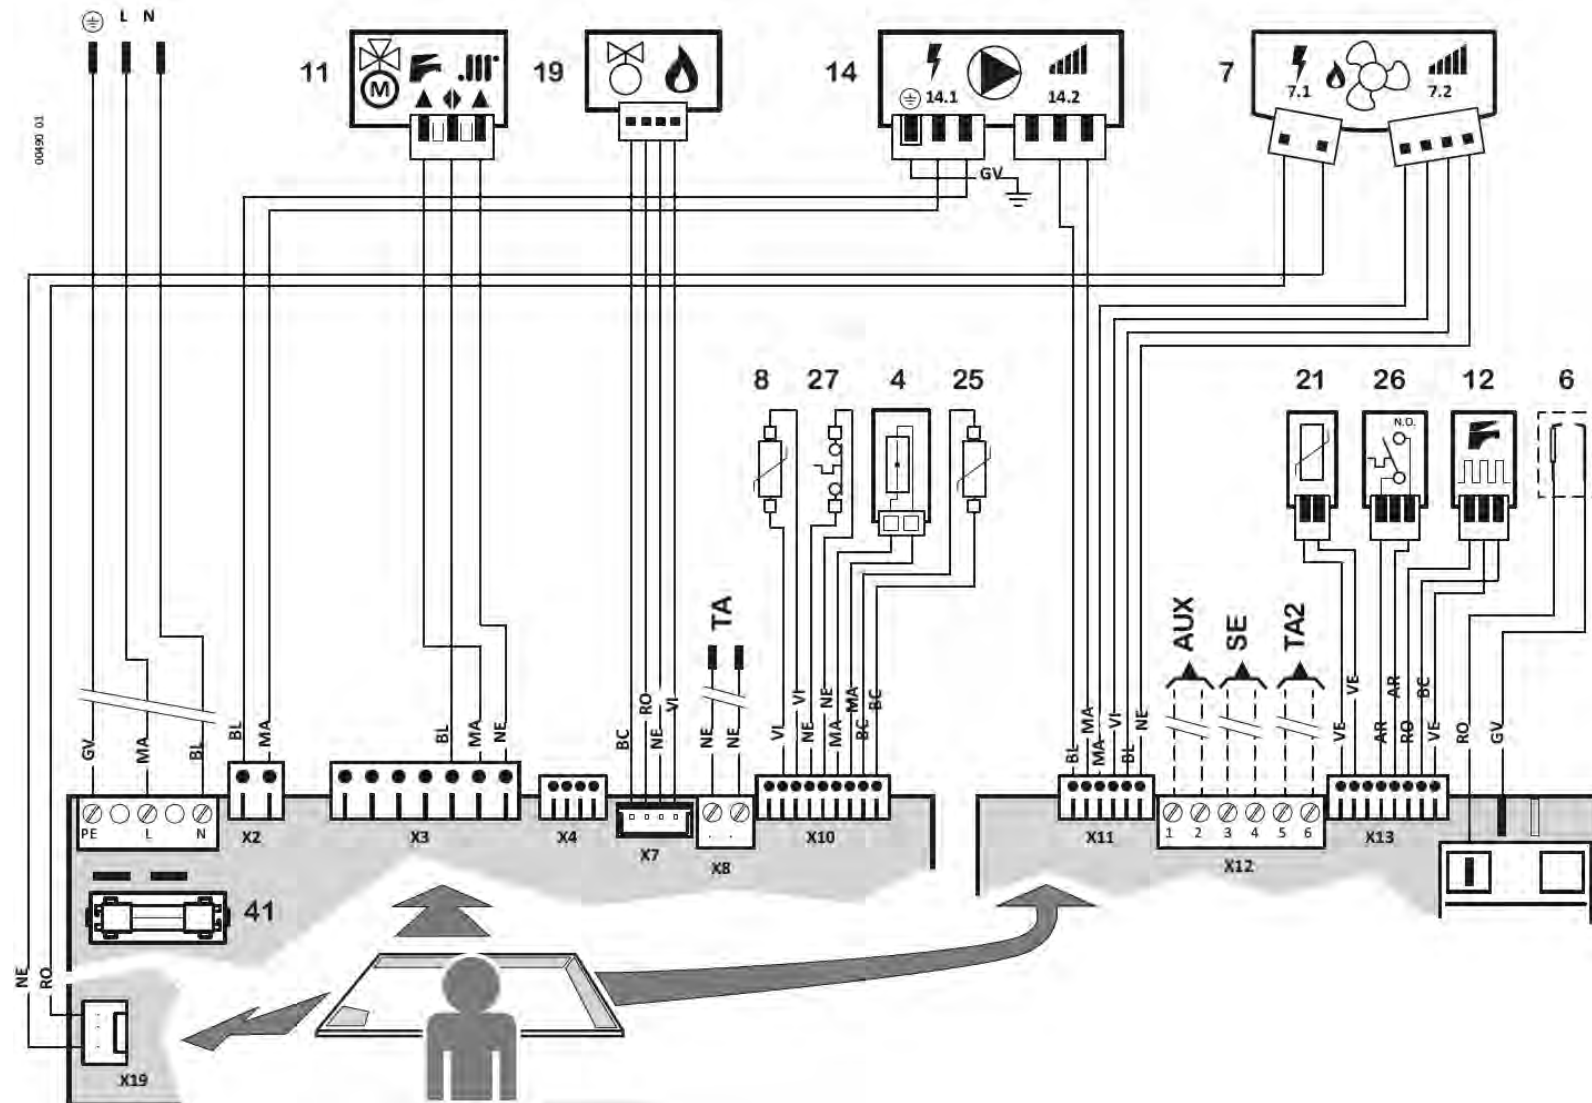 L N
00490 01
11
M
19
14
14.1
14.2
GV
7
7.1
7.2
8 27 4 25
21 26 12 6
N.O.
TA
AUX
SE
TA2
GV
MA
BL
BL
MA
BL
MA
NE
BC
RO
NE
VI
NE
NE
VI
VI
NE
NE
MA
MA
BC
BC
BL
MA
MA
VI
BL
NE
VE
VE
AR
AR
RO
BC
VE
RO
GV
PE L N
X2
X3
X4
X7
X8
X10
X11
1 2 3 4 5 6
X12
X13
41
NE
RO
X19